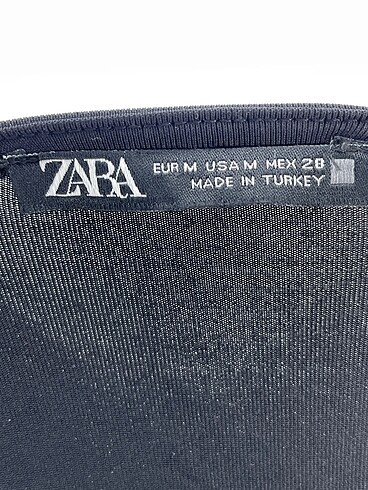 ZARA
EUR M USA M MEX 28
MADE IN TURKEY